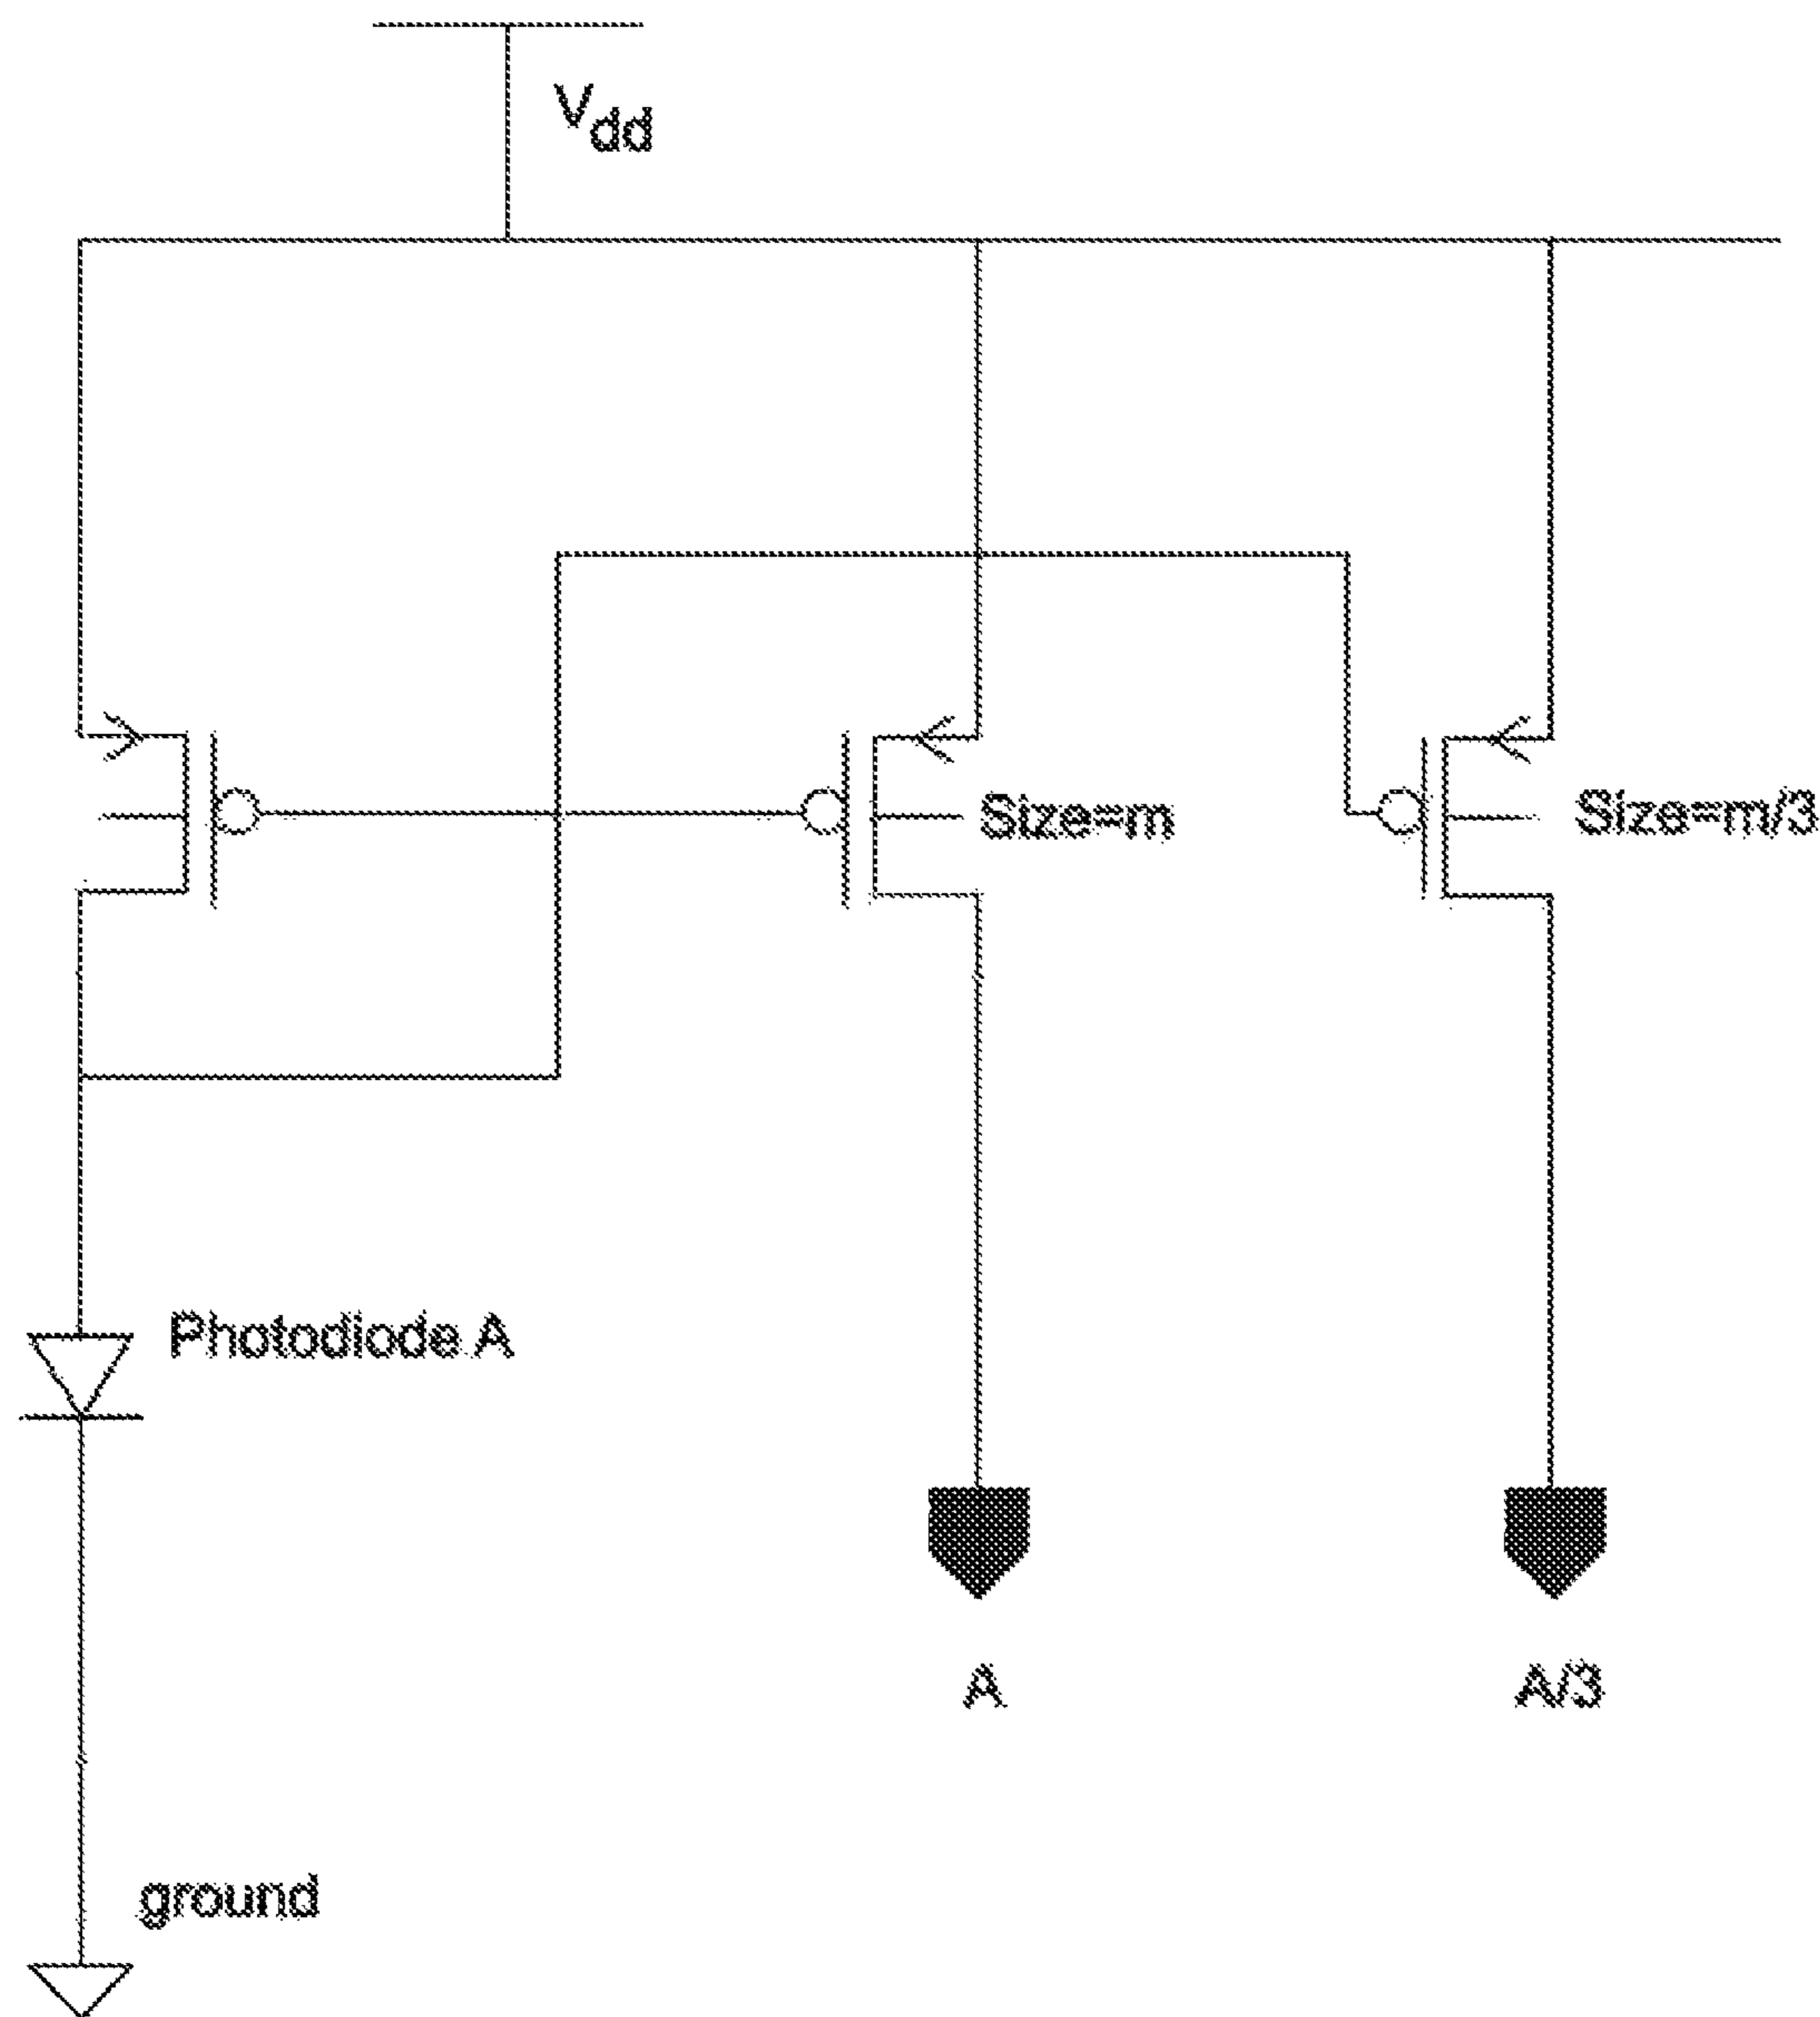 Vdd
Size=m
Size=m/3
Photodiode A
A
A/3
ground